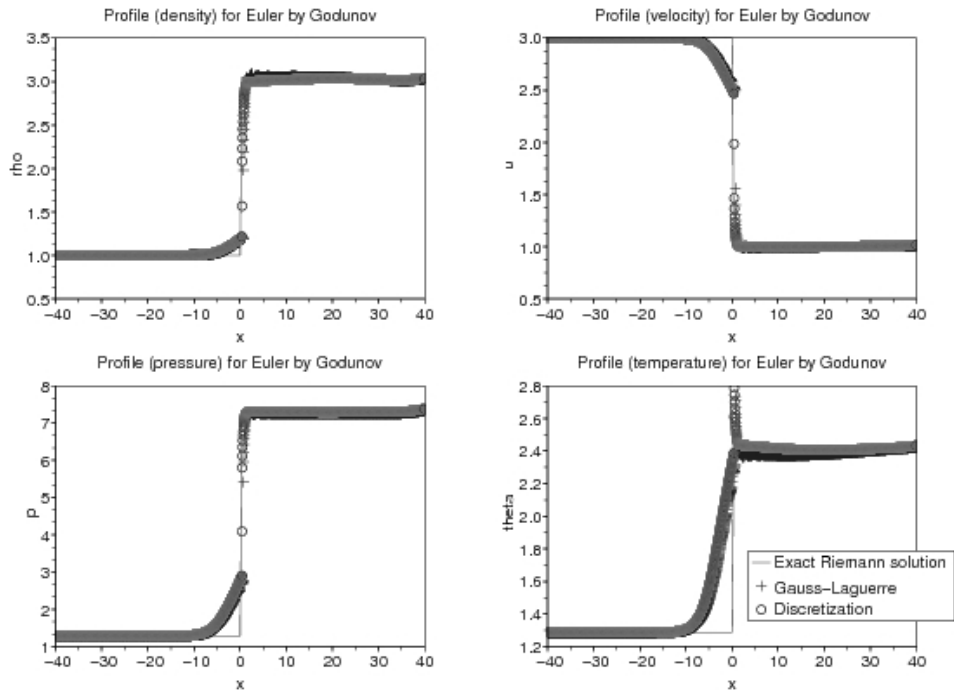 Profile (density) for Euler by Godunov
3.5
3.0
2.5
2.0
1.5
1.0
0.5
rho
−40 −30 −20 −10 0 10 20 30 40
x
Profile (velocity) for Euler by Godunov
3.0
2.5
2.0
1.5
1.0
0.5
u
−40 −30 −20 −10 0 10 20 30 40
x
Profile (pressure) for Euler by Godunov
8
7
6
5
4
3
2
1
p
−40 −30 −20 −10 0 10 20 30 40
x
Profile (temperature) for Euler by Godunov
2.8
2.6
2.4
2.2
2.0
1.8
1.6
1.4
1.2
theta
−40 −30 −20 −10 0 10 20 30 40
x
Exact Riemann solution
Gauss−Laguerre
Discretization